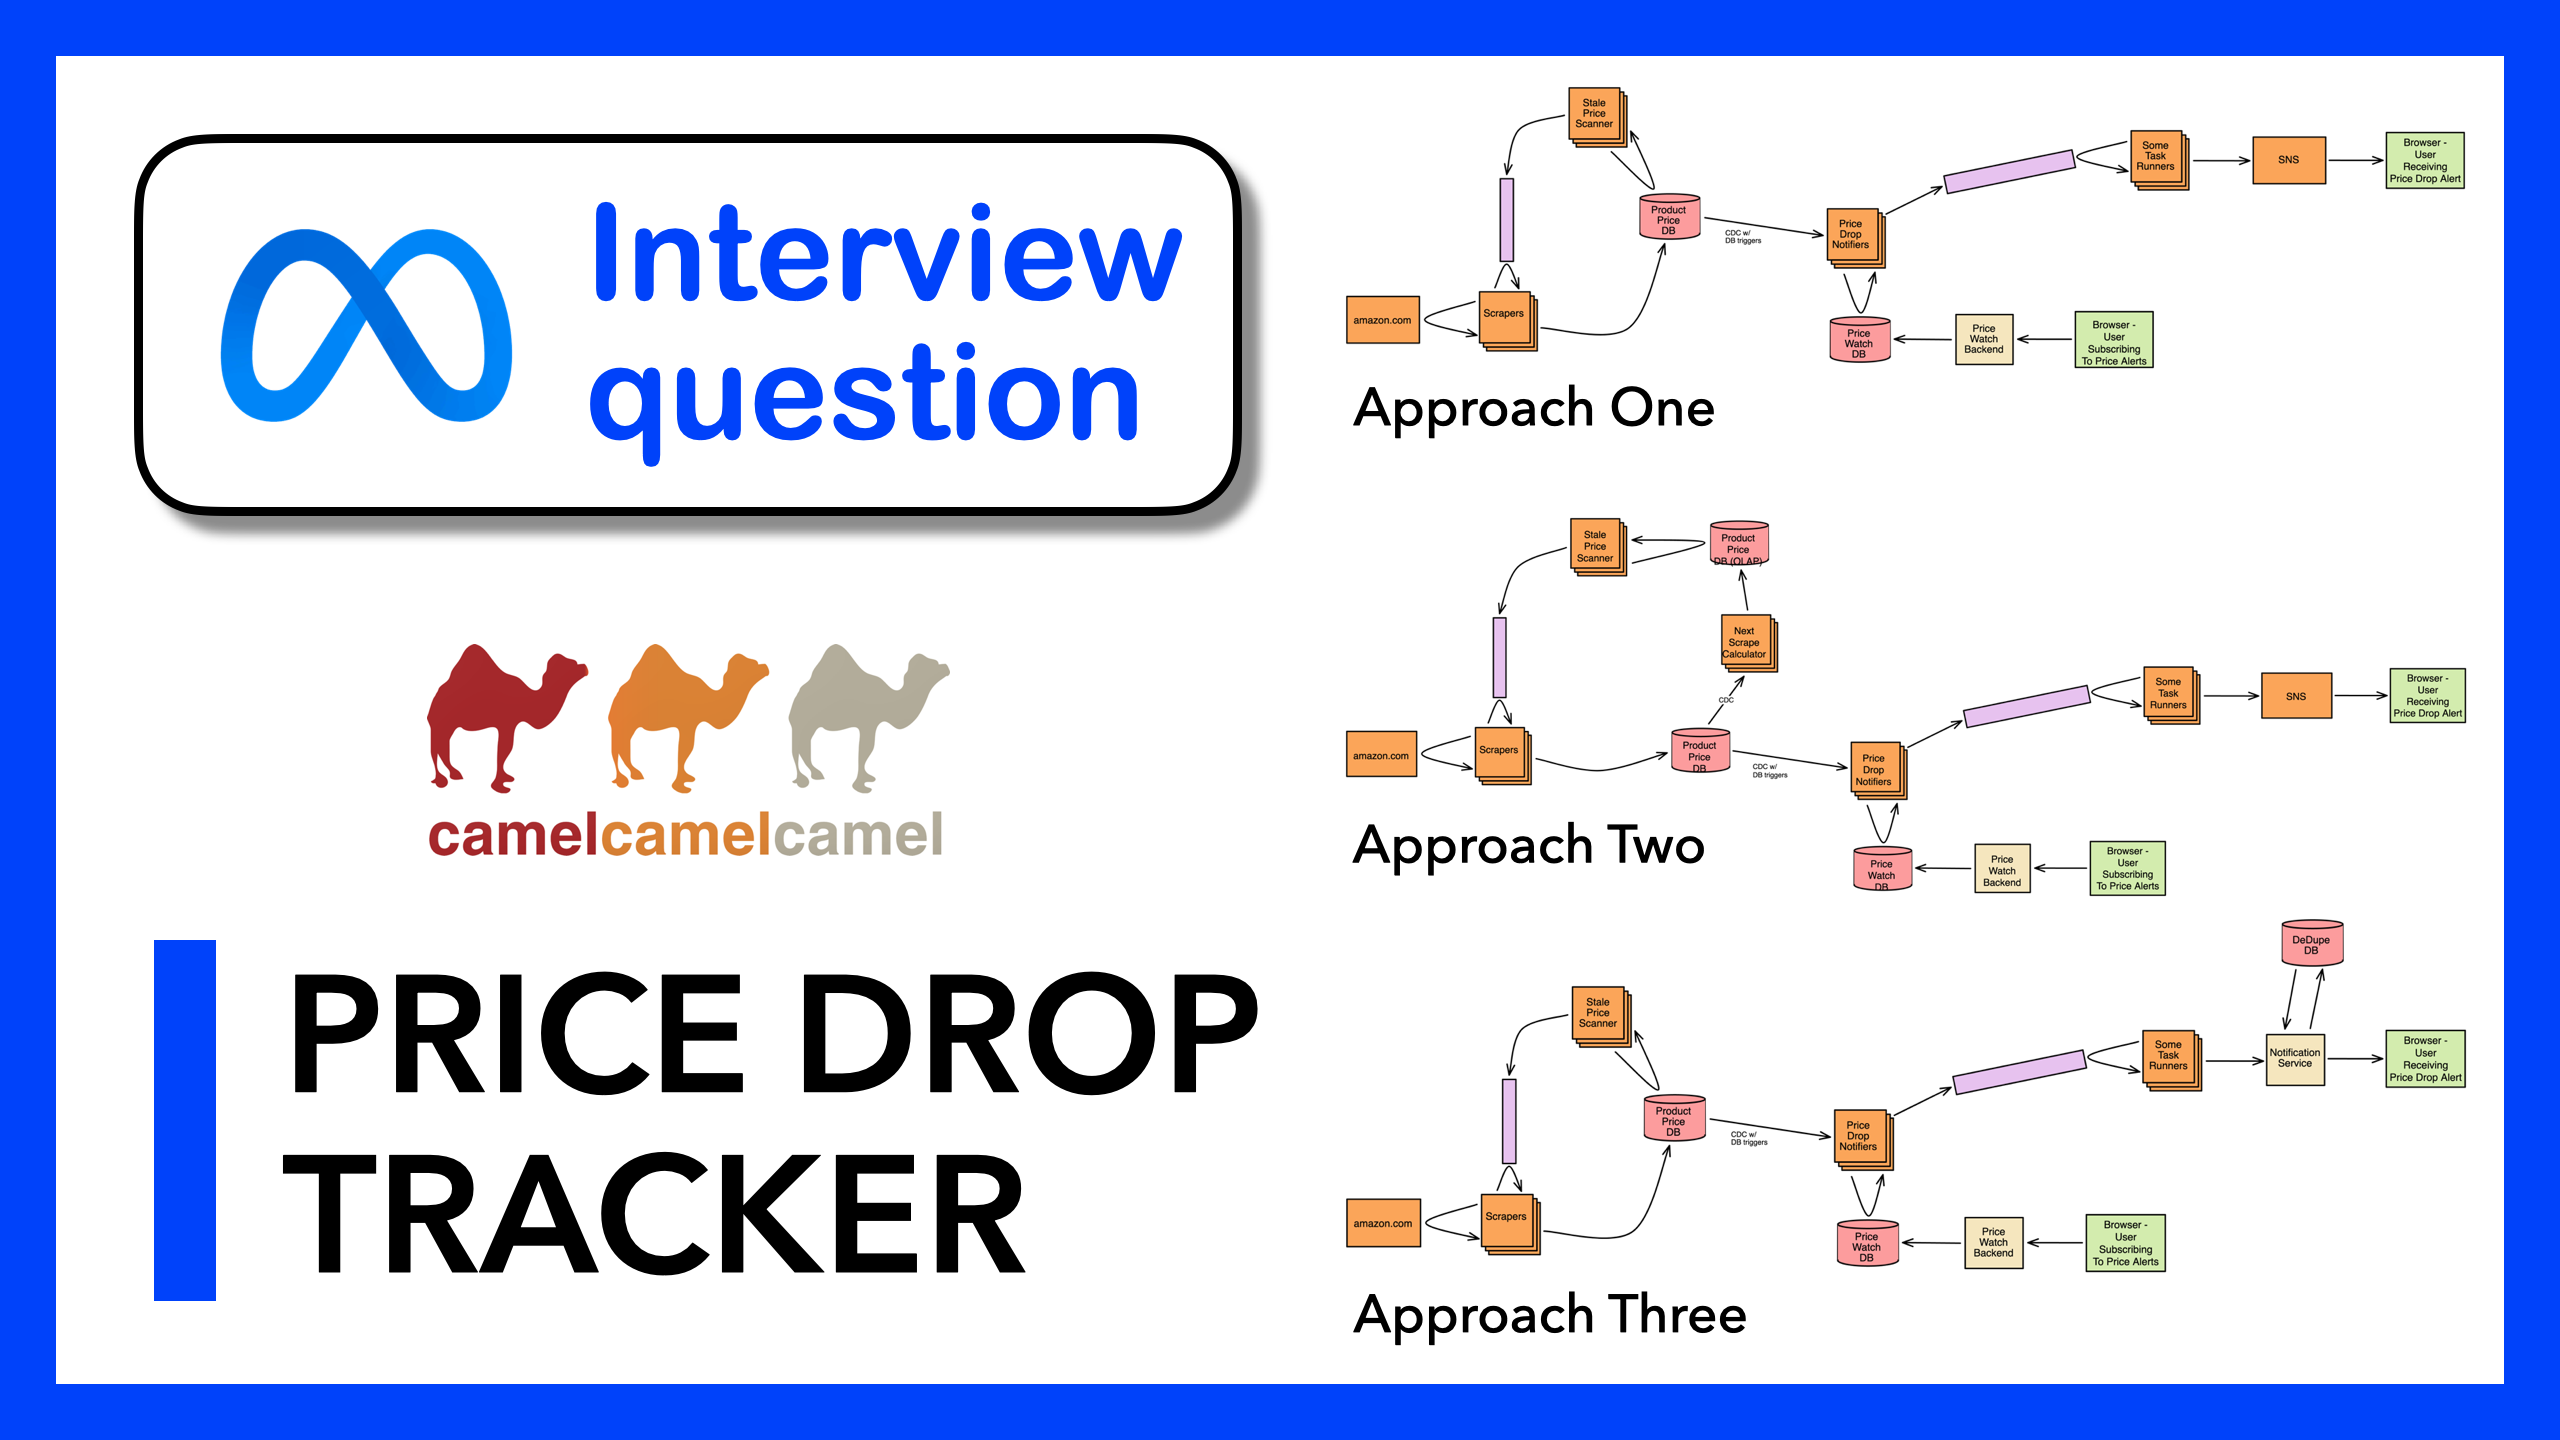 Interview
question
camelcamelcamel
PRICE DROP
TRACKER
Stale
Price
Scanner
Product
Price
DB
CDC w/
DB triggers
Price
Drop
Notifiers
Some
Task
Runners
SNS
Browser -
User
Receiving
Price Drop Alert
amazon.com
Scrapers
Price
Watch
DB
Price
Watch
Backend
Browser -
User
Subscribing
To Price Alerts
Approach One
Stale
Price
Scanner
Product
Price
DB (OLAP)
Next
Scrape
Calculator
CDC
amazon.com
Scrapers
Product
Price
DB
CDC w/
DB triggers
Price
Drop
Notifiers
Some
Task
Runners
SNS
Browser -
User
Receiving
Price Drop Alert
Price
Watch
DB
Price
Watch
Backend
Browser -
User
Subscribing
To Price Alerts
Approach Two
Stale
Price
Scanner
Product
Price
DB
CDC w/
DB triggers
Price
Drop
Notifiers
Some
Task
Runners
DeDupe
DB
Notification
Service
Browser -
User
Receiving
Price Drop Alert
amazon.com
Scrapers
Price
Watch
DB
Price
Watch
Backend
Browser -
User
Subscribing
To Price Alerts
Approach Three